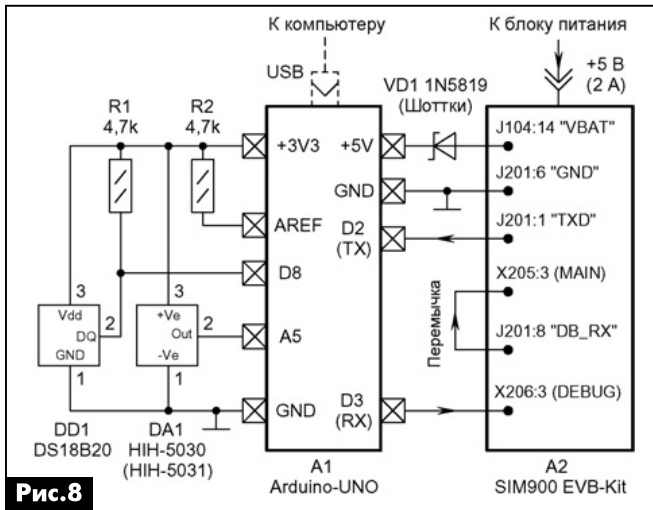 К компьютеру
К блоку питания
USB
VD1 1N5819
(Шоттки)
+5 В
(2 А)
R1
4,7k
R2
4,7k
+3V3
+5V
J104:14 "VBAT"
GND
J201:6 "GND"
AREF
D2
(TX)
J201:1 "TXD"
D8
X205:3 (MAIN)
3
Vdd
DQ
2
GND
1
3
+Ve
Out
2
-Ve
1
A5
Перемычка
J201:8 "DB_RX"
GND
D3
(RX)
X206:3 (DEBUG)
DD1
DS18B20
DA1
HIH-5030
(HIH-5031)
A1
Arduino-UNO
A2
SIM900 EVB-Kit
Рис.8